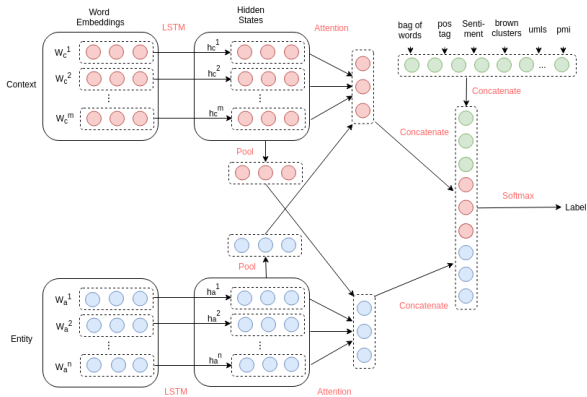 Word
Embeddings
LSTM
Hidden
States
Attention
bag of
words
pos
tag
Senti-
ment
brown
clusters
umls
pmi
Wc1
hc1
Wc2
hc2
Context
⋮
⋮
...
Wcm
hcm
Concatenate
Concatenate
Pool
Softmax
Label
Pool
Wa1
ha1
Concatenate
Wa2
ha2
Entity
⋮
⋮
Wan
han
LSTM
Attention